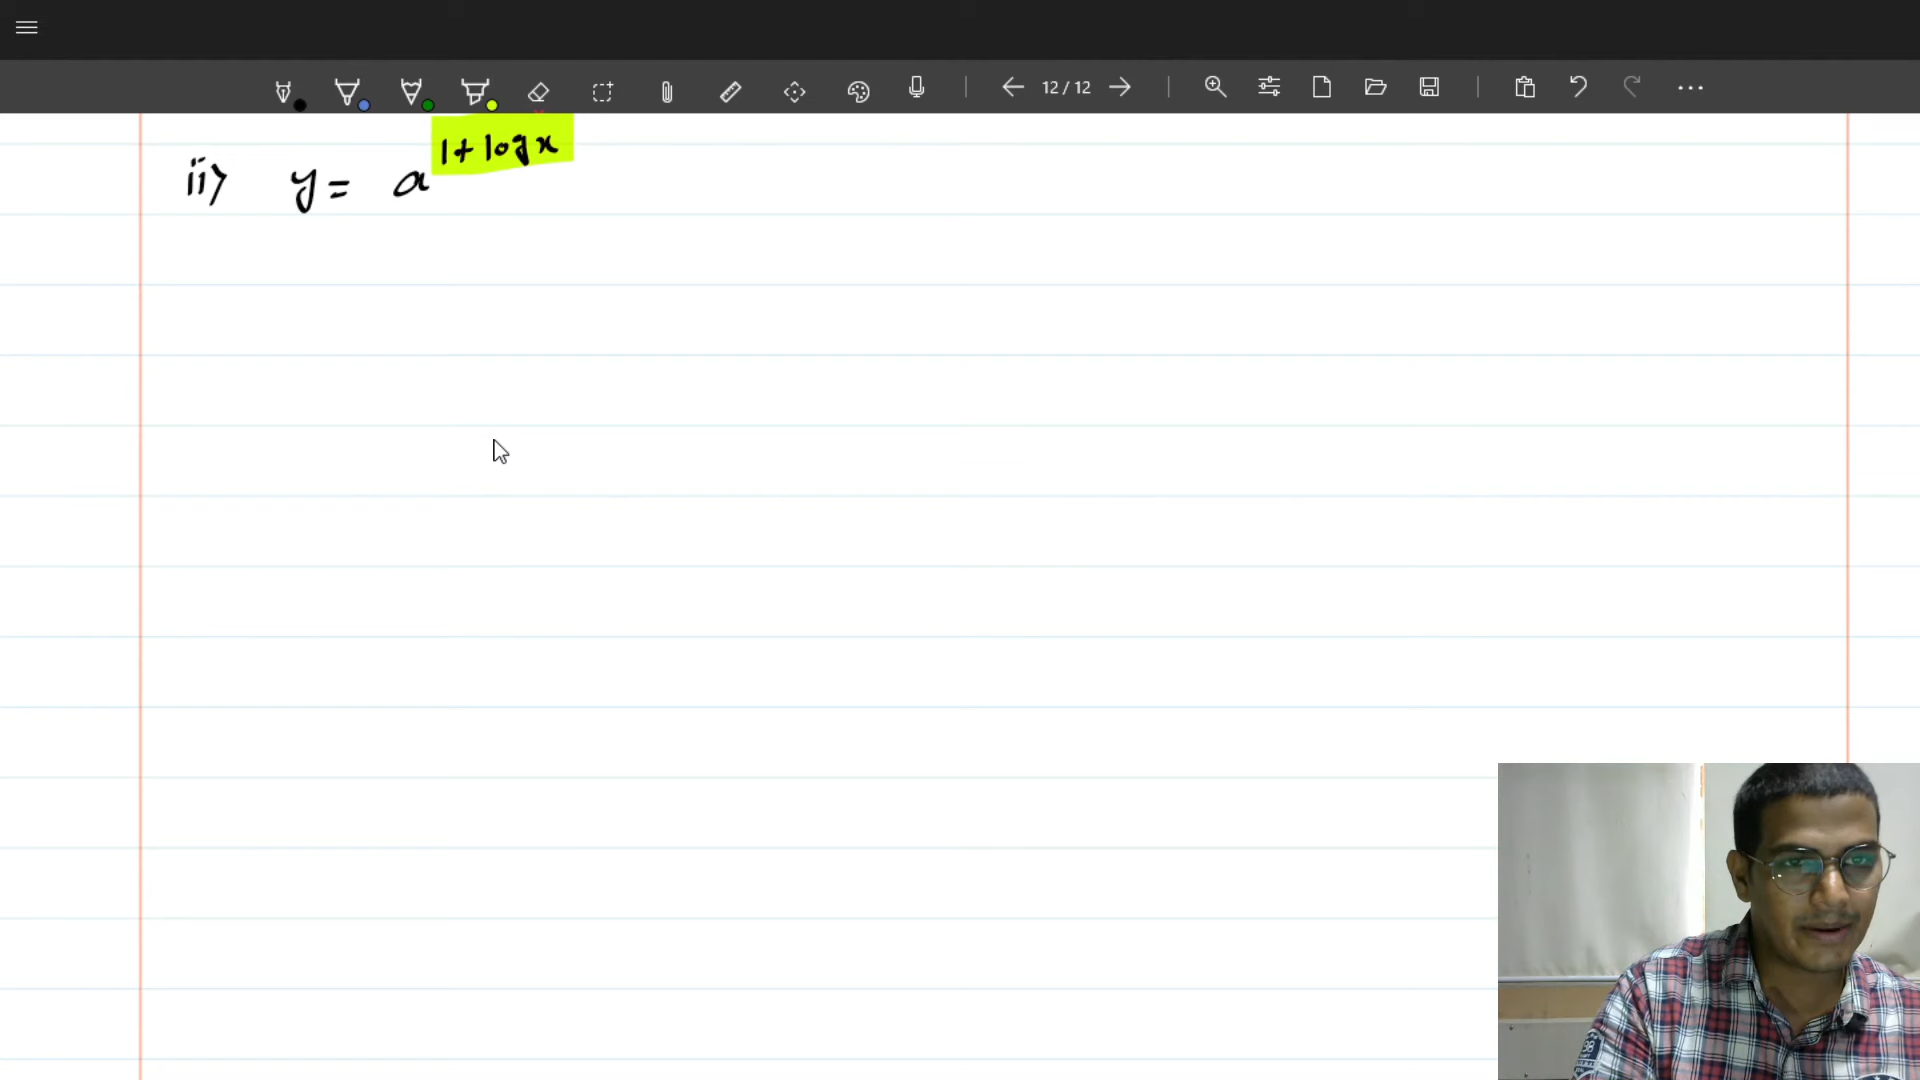 12 / 12
ii) y = a^{1 + log x}